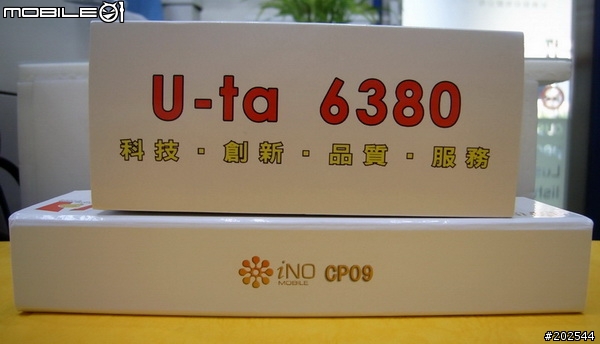 MOBILE01
U-ta 6380
科技・創新・品質・服務
iNO CP09
MOBILE
#202544